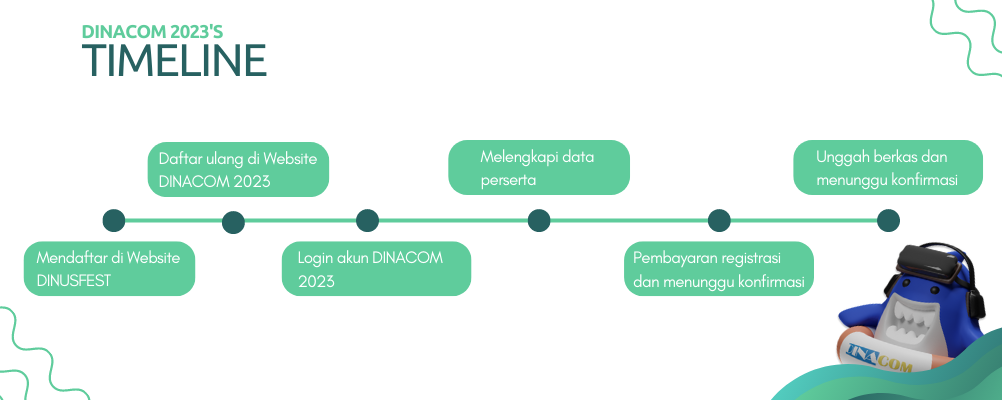 DINACOM 2023'S
TIMELINE
Mendaftar di Website
DINUSFEST
Daftar ulang di Website
DINACOM 2023
Login akun DINACOM
2023
Melengkapi data
perserta
Pembayaran registrasi
dan menunggu konfirmasi
Unggah berkas dan
menunggu konfirmasi
DINACOM